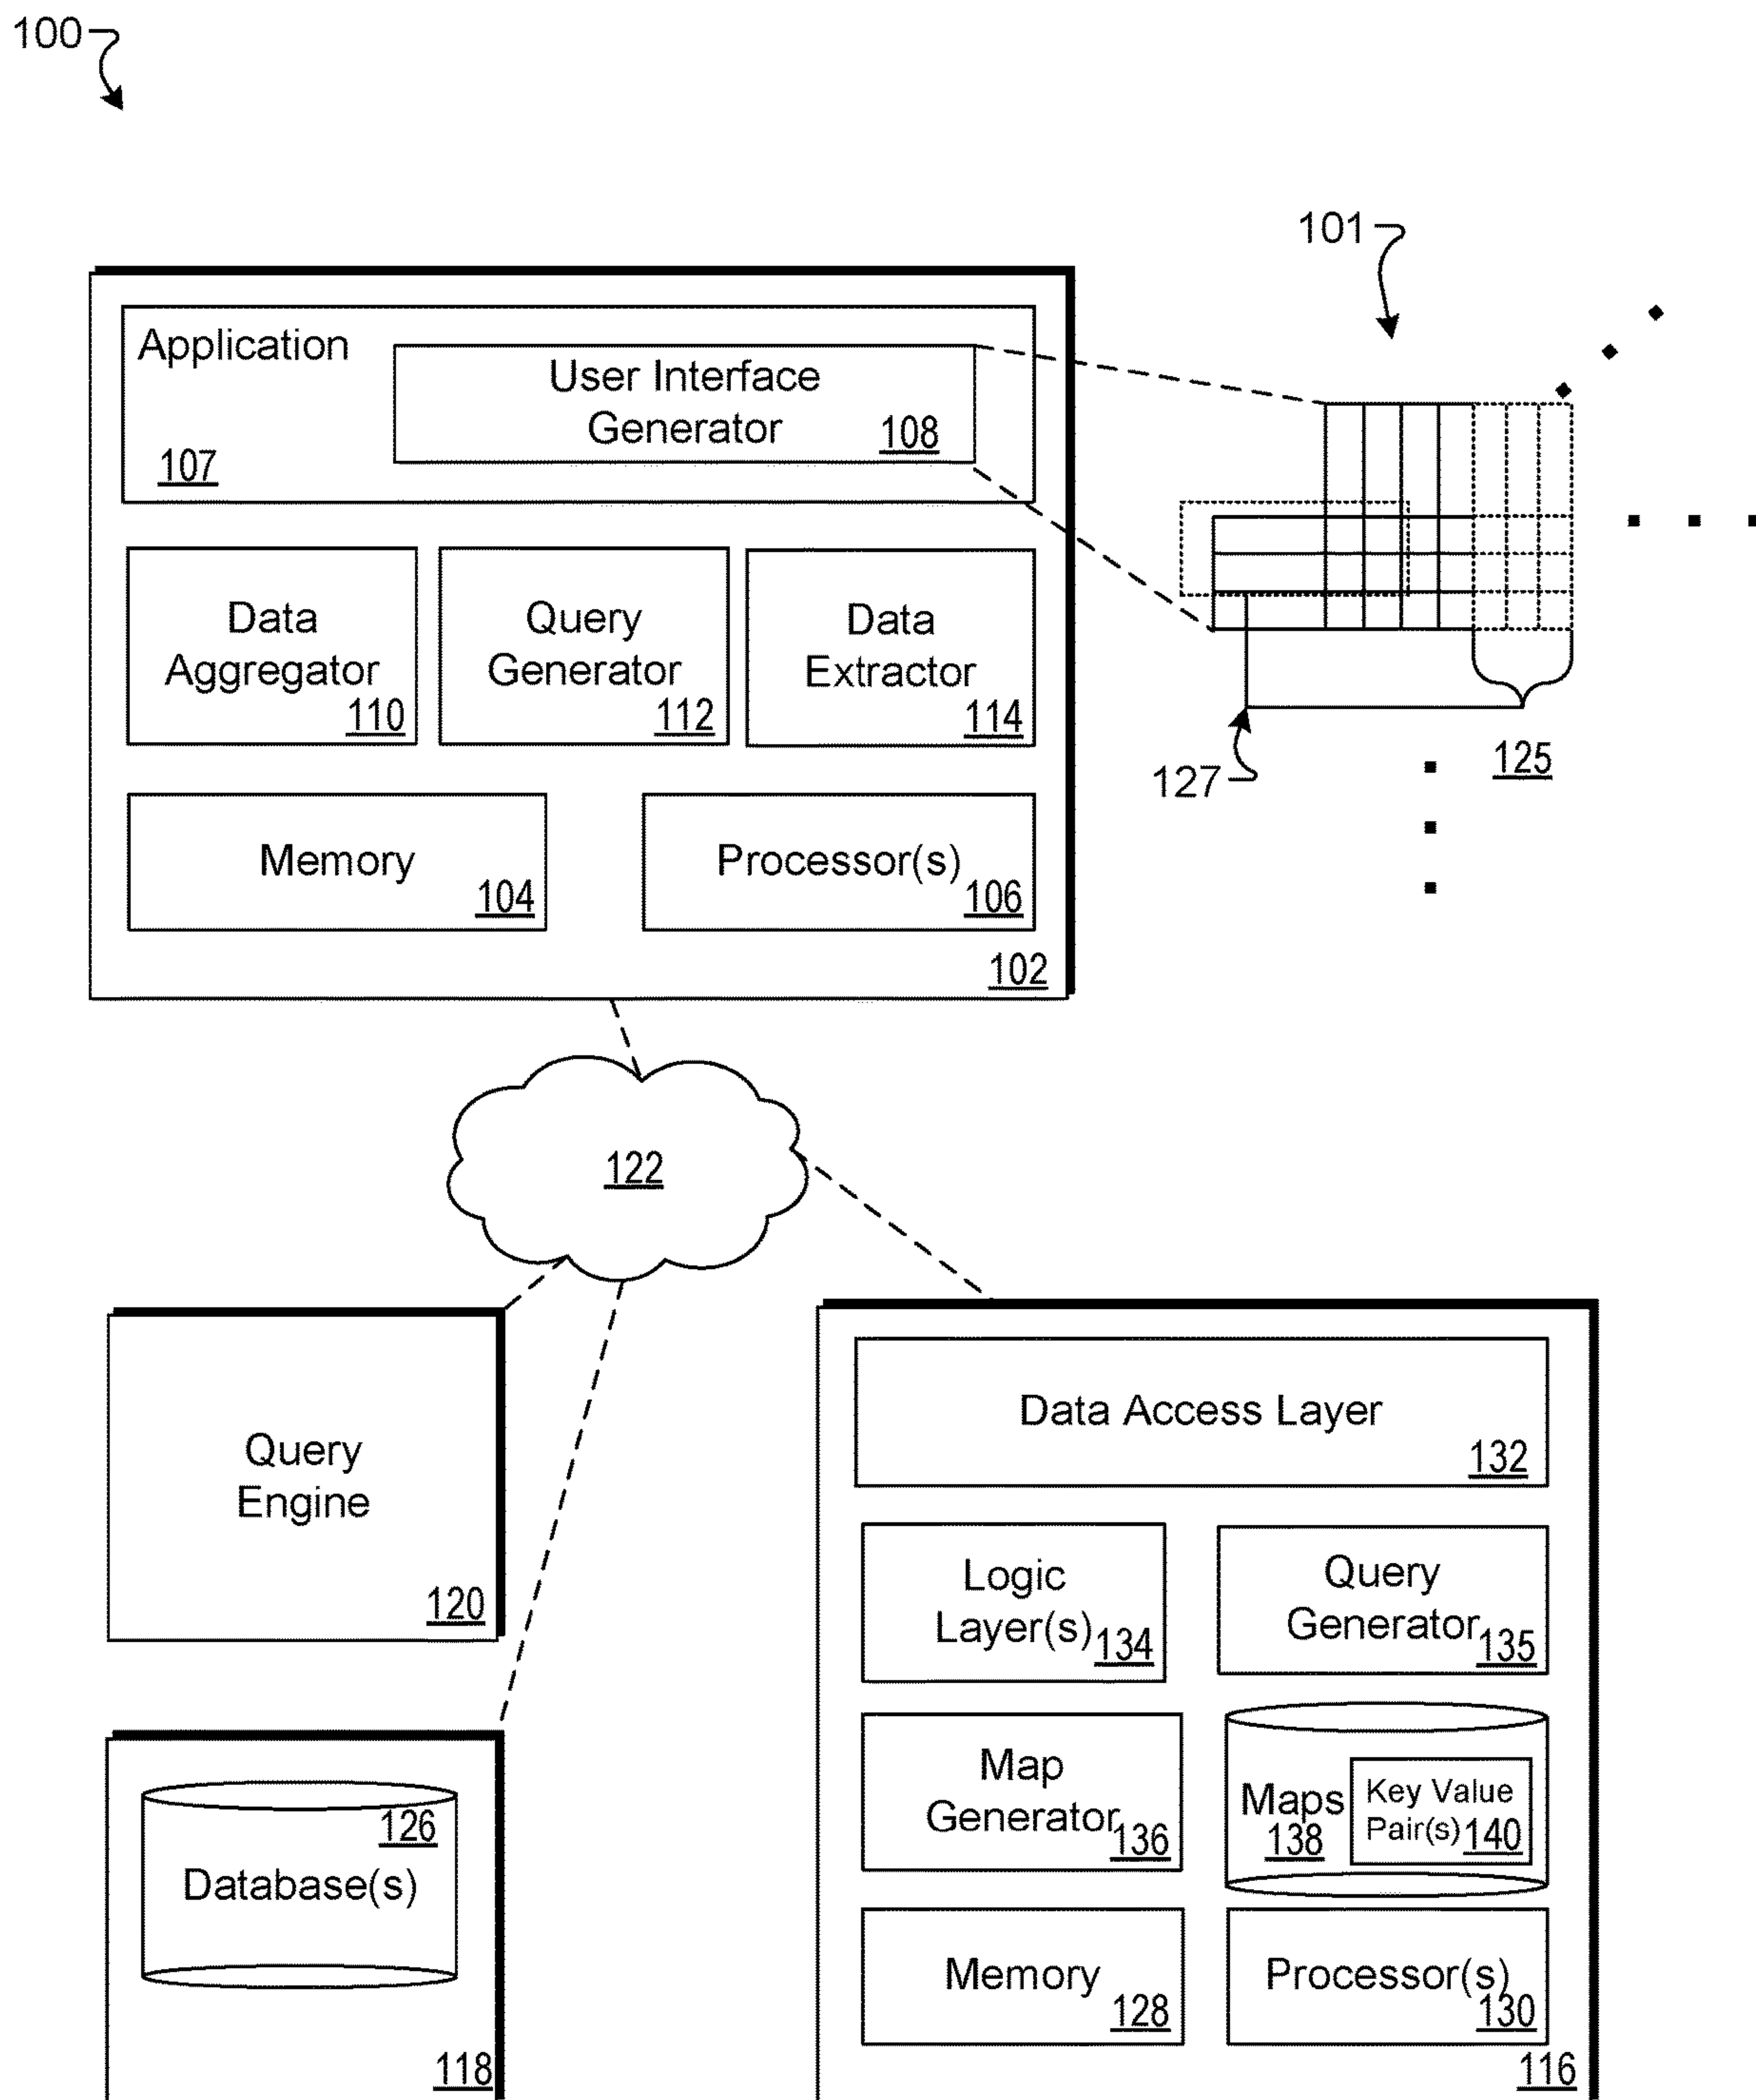 100
101
Application
User Interface
Generator 108
107
Data
Aggregator
110
Query
Generator
112
Data
Extractor
114
127
125
Memory
104
Processor(s)
106
102
122
Query
Engine
120
Data Access Layer
132
Logic
Layer(s) 134
Query
Generator 135
Map
Generator 136
Maps
138
Key Value
Pair(s) 140
126
Database(s)
118
Memory
128
Processor(s)
130
116